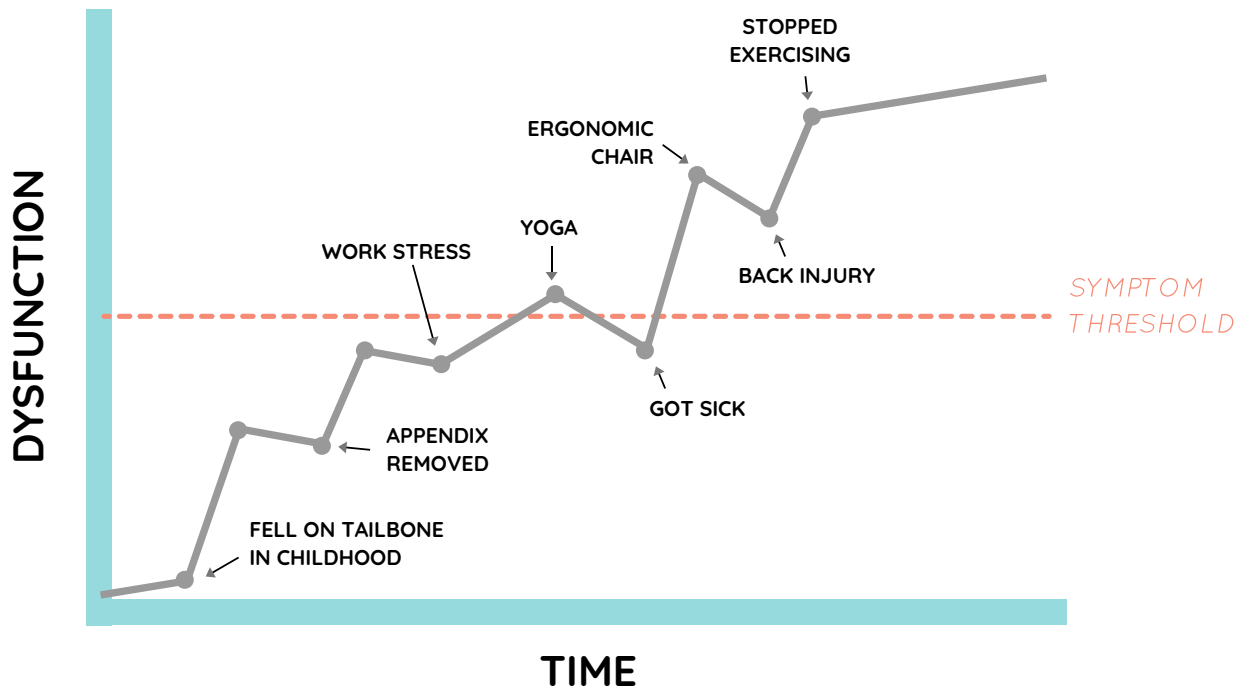 STOPPED
EXERCISING
ERGONOMIC
CHAIR
YOGA
WORK STRESS
BACK INJURY
SYMPTOM
THRESHOLD
GOT SICK
APPENDIX
REMOVED
FELL ON TAILBONE
IN CHILDHOOD
DYSFUNCTION
TIME